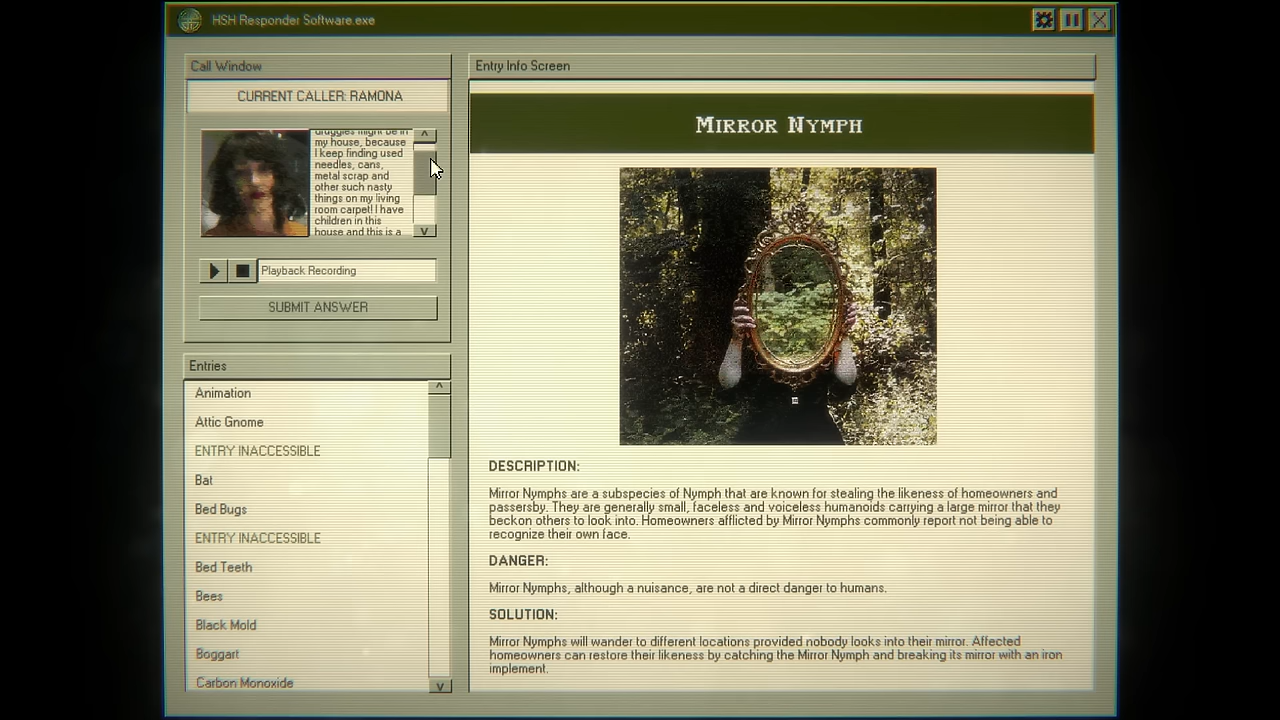 HSH Responder Software.exe
Call Window
CURRENT CALLER: RAMONA
druggies might be in
my house, because
I keep finding used
needles, cans,
metal scrap and
other such nasty
things on my living
room carpet! I have
children in this
house and this is a
Playback Recording
SUBMIT ANSWER
Entries
Animation
Attic Gnome
ENTRY INACCESSIBLE
Bat
Bed Bugs
ENTRY INACCESSIBLE
Bed Teeth
Bees
Black Mold
Boggart
Carbon Monoxide
Entry Info Screen
Mirror Nymph
DESCRIPTION:
Mirror Nymphs are a subspecies of Nymph that are known for stealing the likeness of homeowners and
passersby. They are generally small, faceless and voiceless humanoids carrying a large mirror that they
beckon others to look into. Homeowners afflicted by Mirror Nymphs commonly report not being able to
recognize their own face.
DANGER:
Mirror Nymphs, although a nuisance, are not a direct danger to humans.
SOLUTION:
Mirror Nymphs will wander to different locations provided nobody looks into their mirror. Affected
homeowners can restore their likeness by catching the Mirror Nymph and breaking its mirror with an iron
implement.